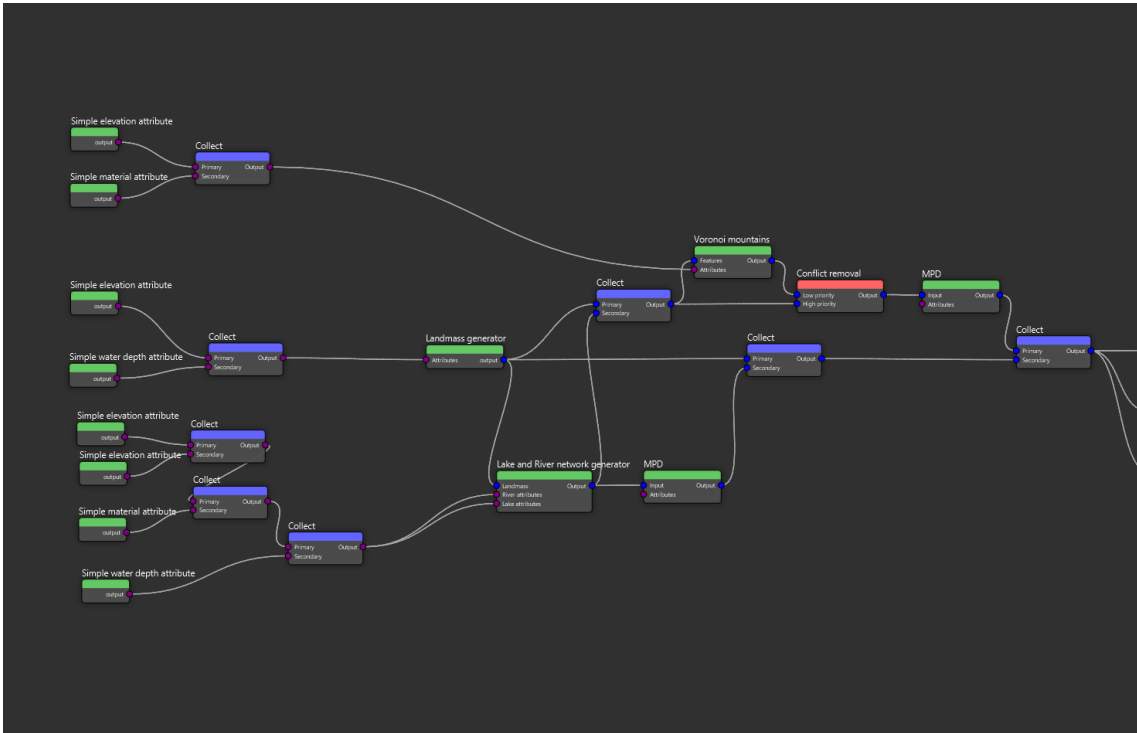 Simple elevation attribute
output
Collect
Primary Output
Secondary
Simple material attribute
output
Voronoi mountains
Features Output
Attributes
Conflict removal
Low priority Output
High priority
MPD
Input Output
Attributes
Simple elevation attribute
output
Collect
Primary Output
Secondary
Collect
Primary Output
Secondary
Simple water depth attribute
output
Landmass generator
Attributes output
Collect
Primary Output
Secondary
Collect
Primary Output
Secondary
Simple elevation attribute
output
Collect
Primary Output
Secondary
Simple elevation attribute
output
Collect
Primary Output
Secondary
Simple material attribute
output
Lake and River network generator
Landmass Output
River attributes
Lake attributes
MPD
Input Output
Attributes
Collect
Primary Output
Secondary
Simple water depth attribute
output